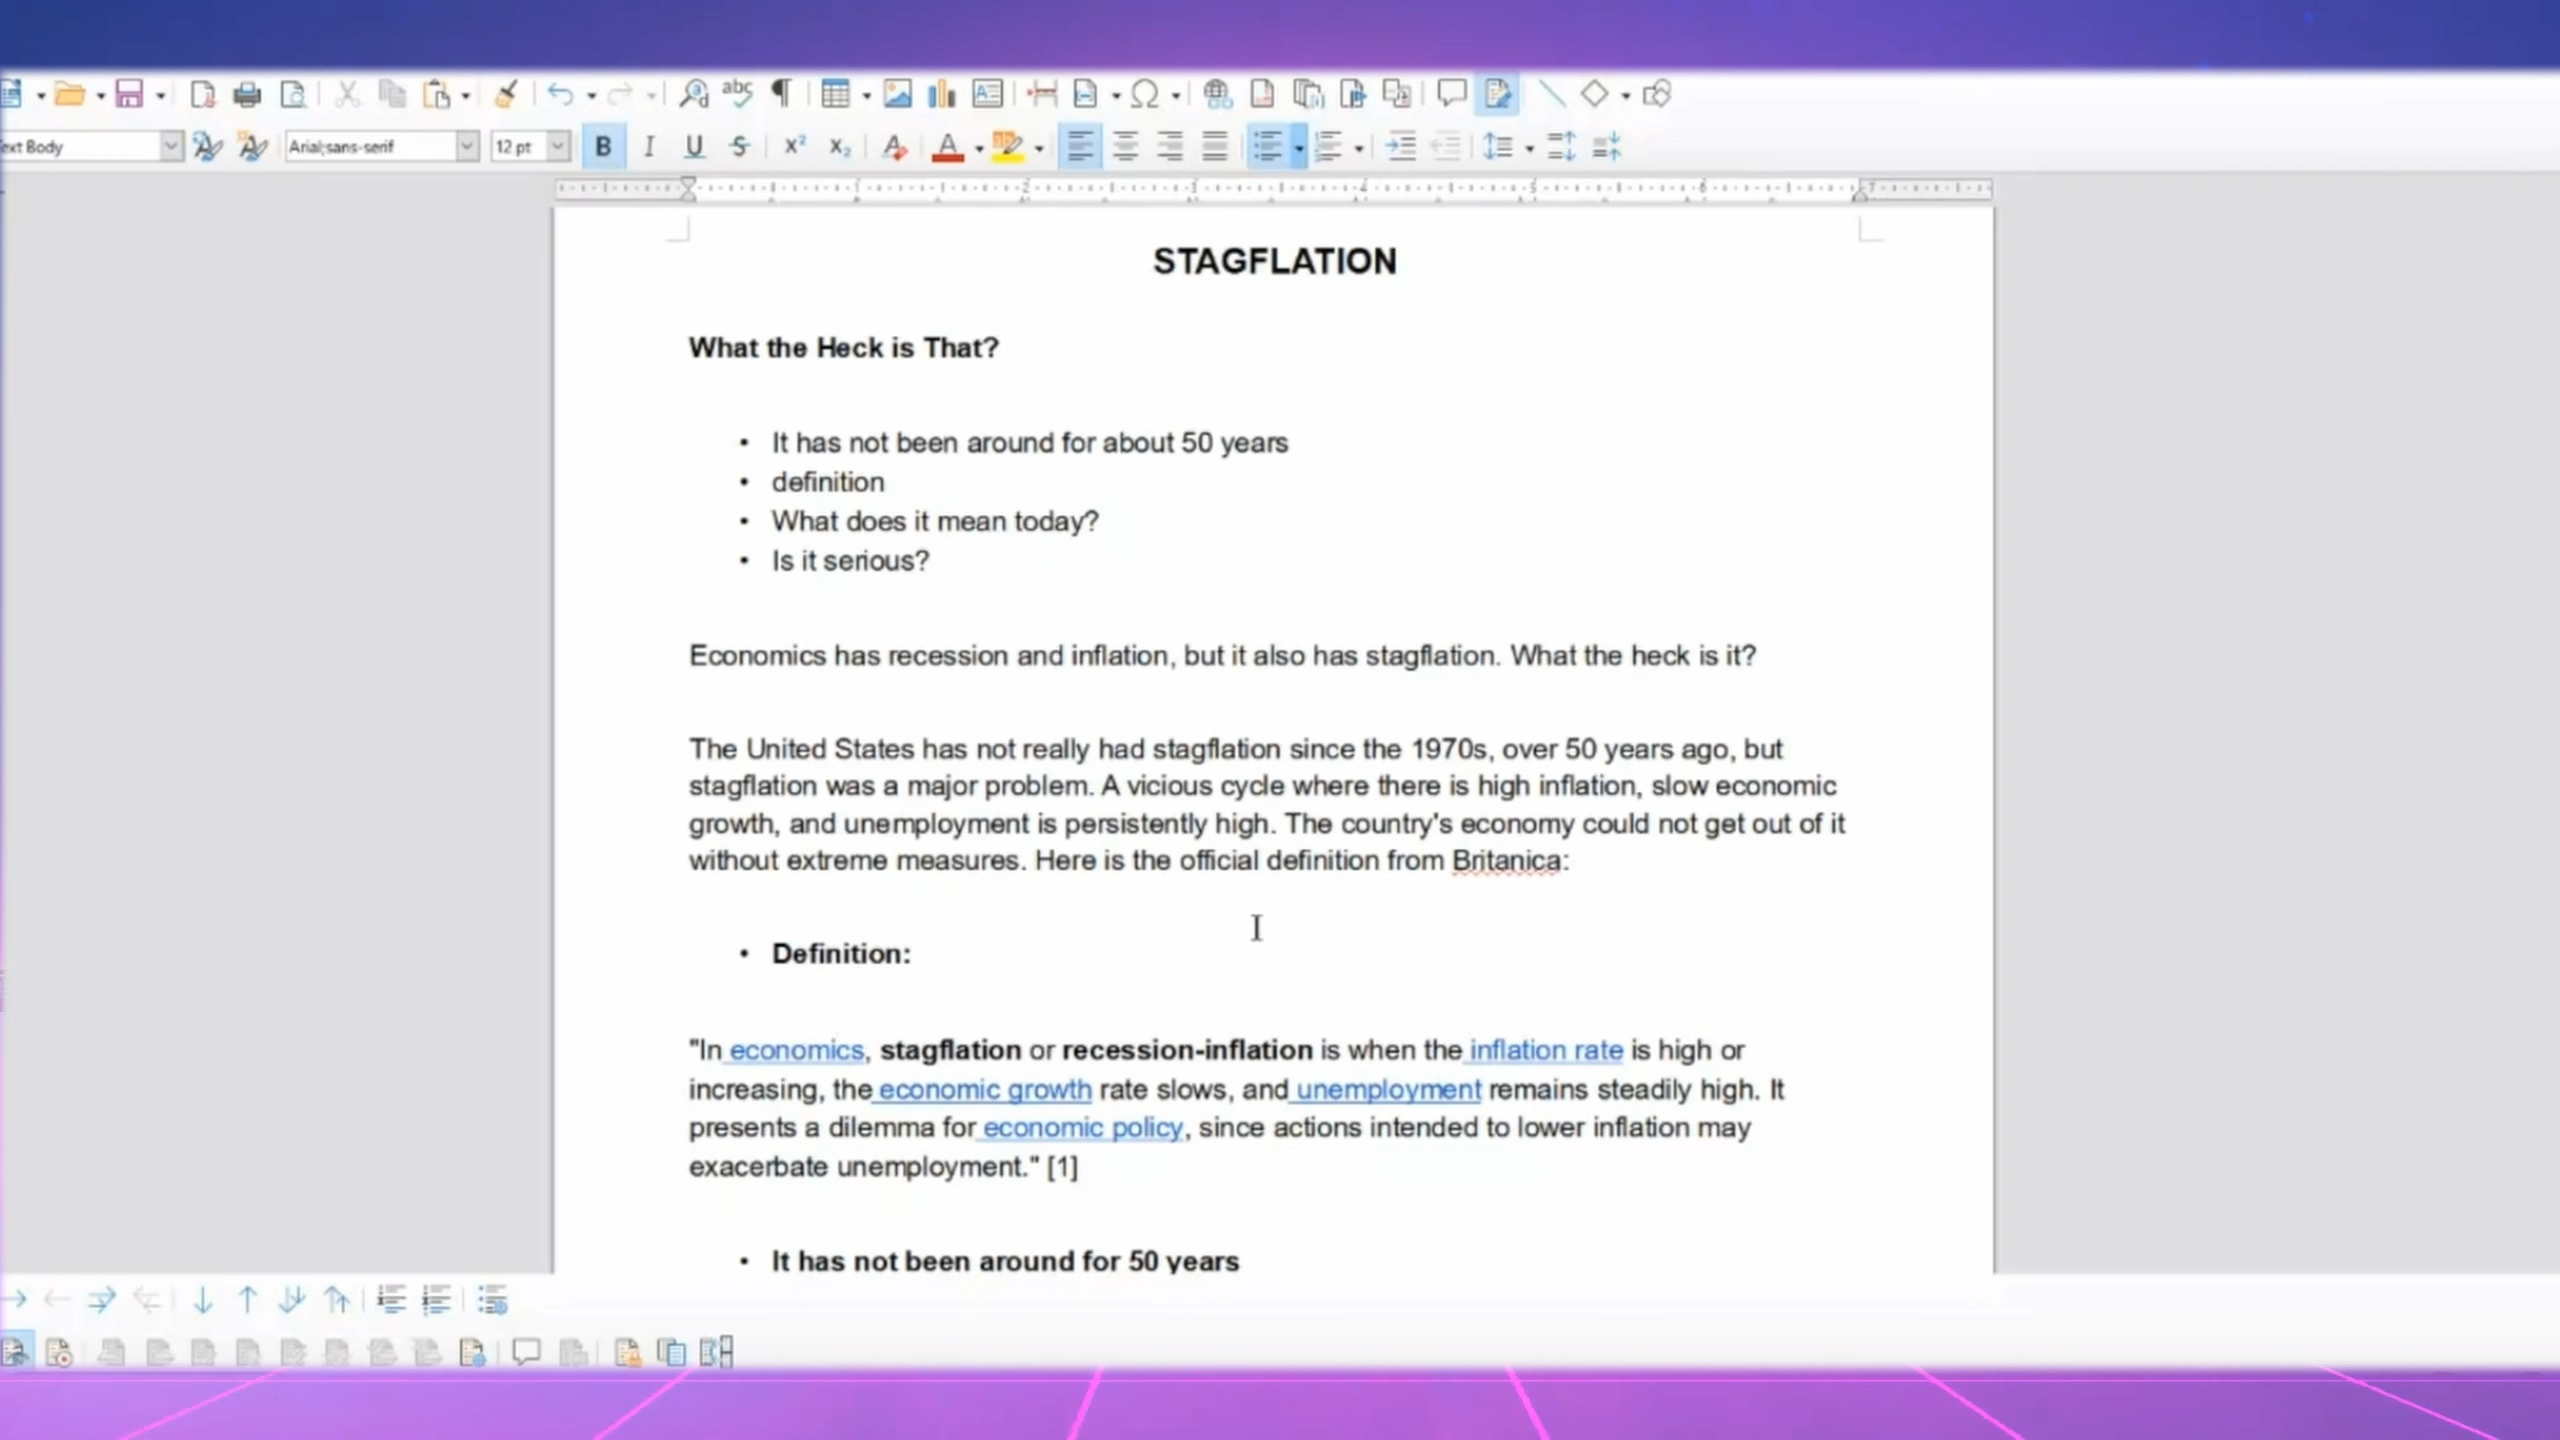 ext Body
Arial;sans-serif
12 pt
STAGFLATION
What the Heck is That?
• It has not been around for about 50 years
• definition
• What does it mean today?
• Is it serious?
Economics has recession and inflation, but it also has stagflation. What the heck is it?
The United States has not really had stagflation since the 1970s, over 50 years ago, but
stagflation was a major problem. A vicious cycle where there is high inflation, slow economic
growth, and unemployment is persistently high. The country's economy could not get out of it
without extreme measures. Here is the official definition from Britanica:
• Definition:
"In economics, stagflation or recession-inflation is when the inflation rate is high or
increasing, the economic growth rate slows, and unemployment remains steadily high. It
presents a dilemma for economic policy, since actions intended to lower inflation may
exacerbate unemployment." [1]
• It has not been around for 50 years